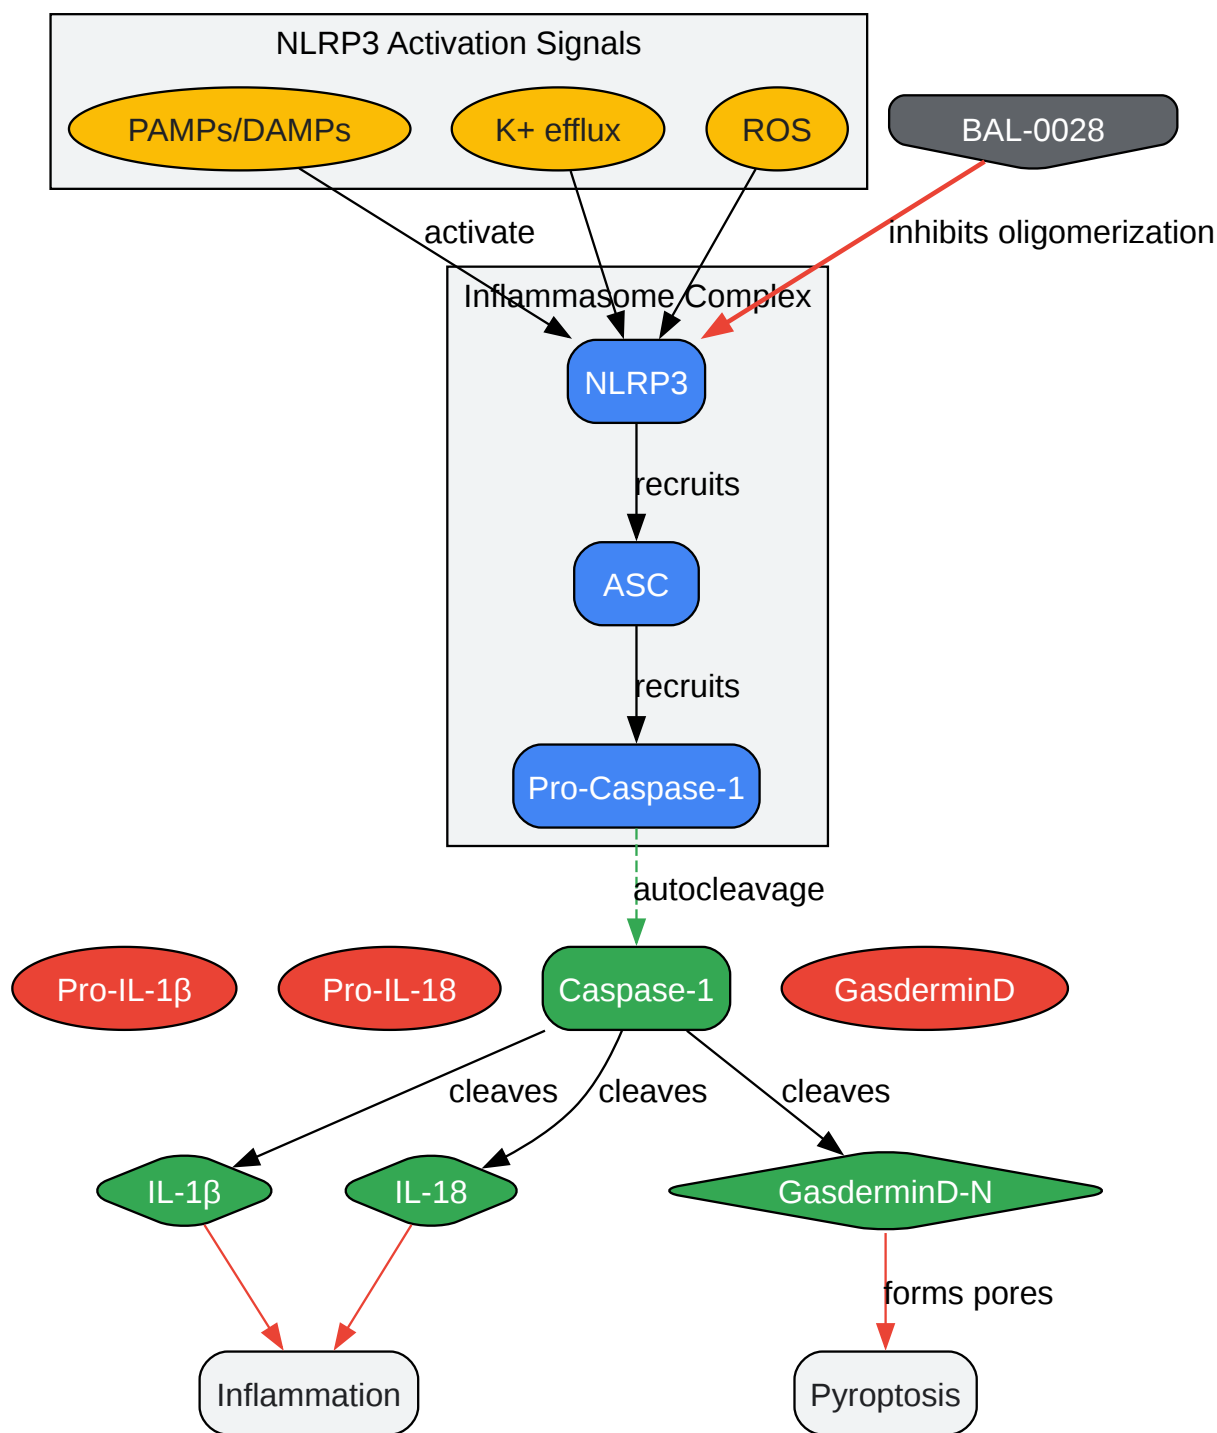 NLRP3 Activation Signals
PAMPs/DAMPs
K+ efflux
ROS
BAL-0028
activate
inhibits oligomerization
Inflammasome Complex
NLRP3
recruits
ASC
recruits
Pro-Caspase-1
autocleavage
Pro-IL-1β
Pro-IL-18
Caspase-1
GasderminD
cleaves
cleaves
cleaves
IL-1β
IL-18
GasderminD-N
forms pores
Inflammation
Pyroptosis